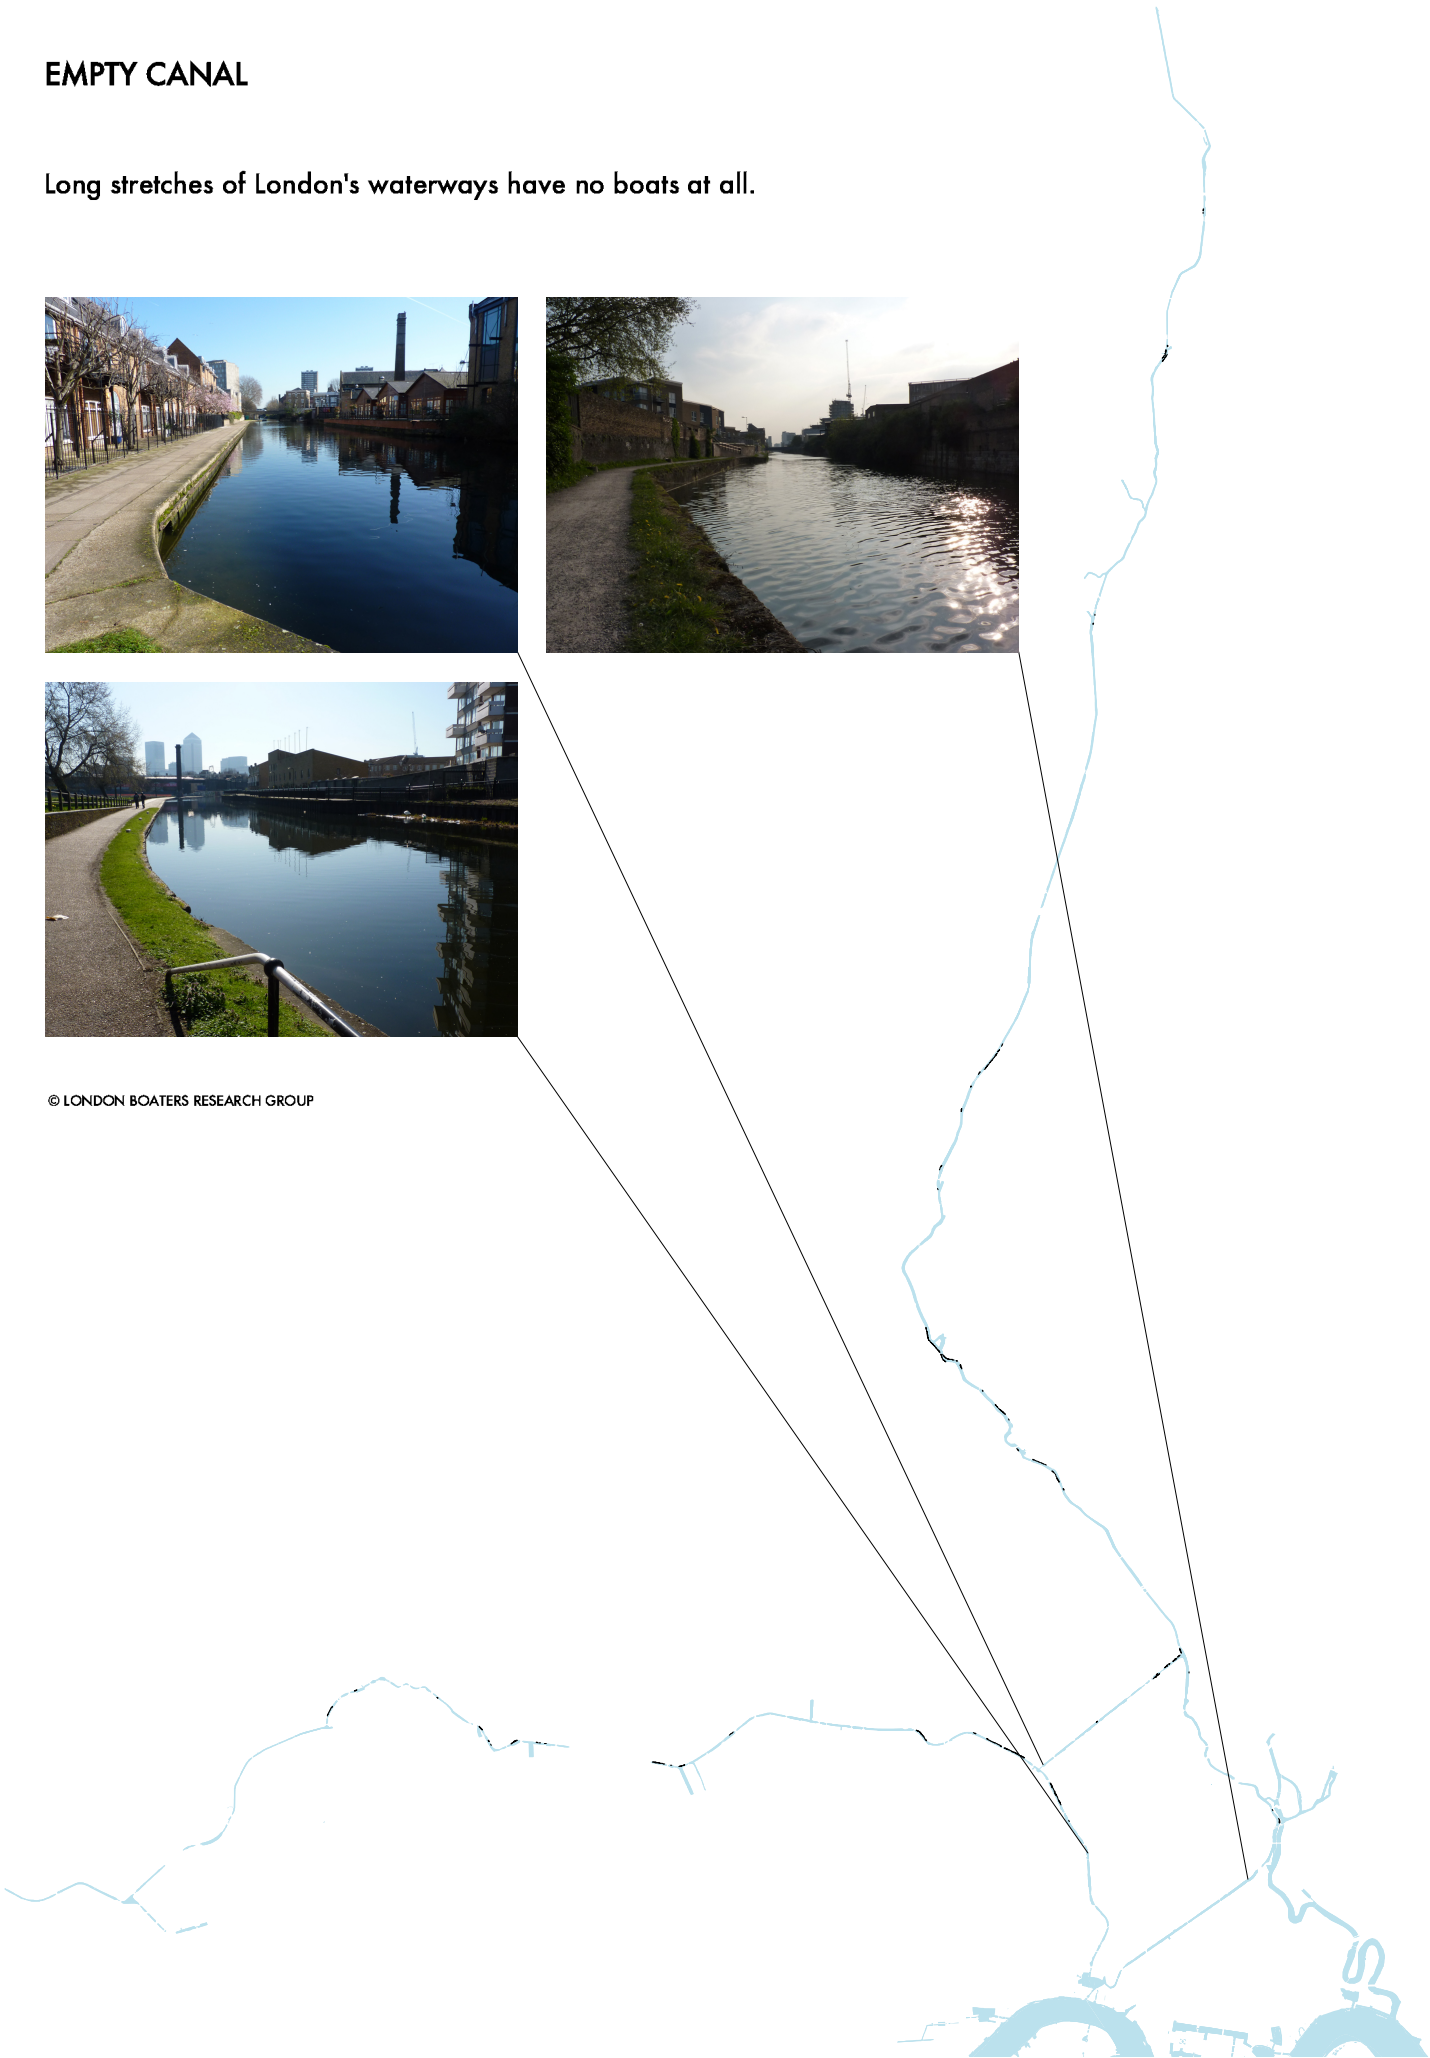 EMPTY CANAL
Long stretches of London's waterways have no boats at all.
© LONDON BOATERS RESEARCH GROUP